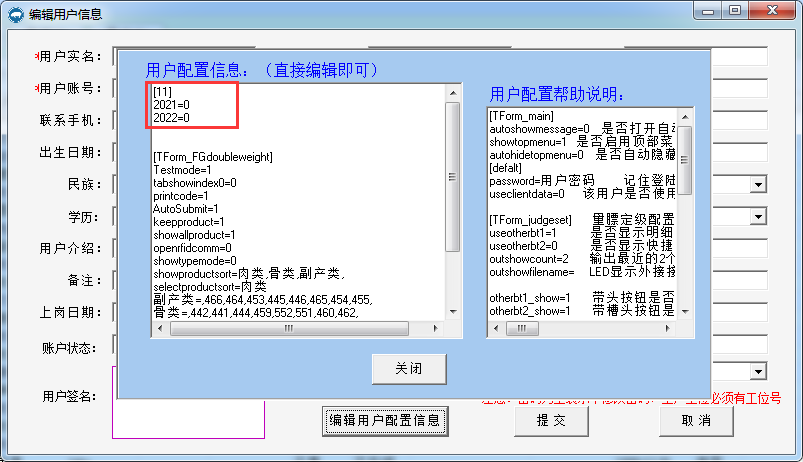 编辑用户信息
*用户实名：
*用户账号：
联系手机：
出生日期：
民族：
学历：
用户介绍：
备注：
上岗日期：
账户状态：
用户签名：
用户配置信息：（直接编辑即可）
[11]
2021=0
2022=0
[TForm_FGdoubleweight]
Testmode=1
tabshowindex0=0
printcode=1
AutoSubmit=1
keepproduct=1
showallproduct=1
openrfidcomm=0
showtypemode=0
showproductsort=肉类,骨类,副产类,
selectproductsort=肉类
副产类=,466,464,453,445,446,465,454,455,
骨类=,442,441,444,459,552,551,460,462,
用户配置帮助说明：
[TForm_main]
autoshowmessage=0 是否打开自动
showtopmenu=1 是否启用顶部菜
autohidetopmenu=0 是否自动隐藏
[defalt]
password=用户密码 记住登陆
useclientdata=0 该用户是否使用
[TForm_judgeset] 量膘定级配置
useotherbt1=1 是否显示明细
useotherbt2=0 是否显示快捷
outshowcount=2 输出最近的2个
outshowfilename= LED显示外接接
otherbt1_show=1 带头按钮是否
otherbt2_show=1 带槽头按钮是
关闭
必须有工位号
编辑用户配置信息
提交
取消